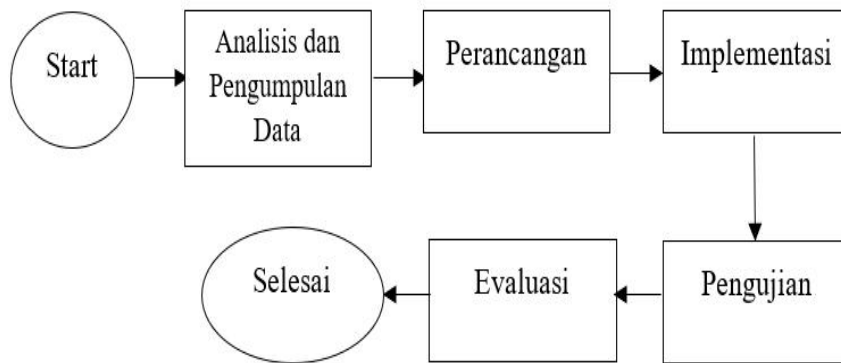 Start
Analisis dan
Pengumpulan
Data
Perancangan
Implementasi
Pengujian
Evaluasi
Selesai